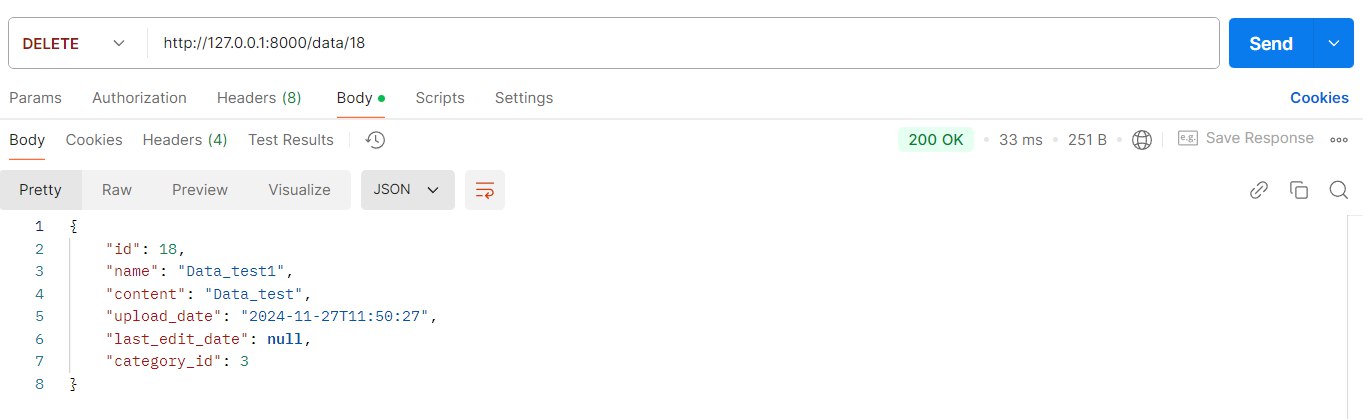 DELETE http://127.0.0.1:8000/data/18 Send
Params Authorization Headers (8) Body Scripts Settings Cookies
Body Cookies Headers (4) Test Results 200 OK 33 ms 251 B e.g. Save Response
Pretty Raw Preview Visualize JSON
1 {
2 "id": 18,
3 "name": "Data_test1",
4 "content": "Data_test",
5 "upload_date": "2024-11-27T11:50:27",
6 "last_edit_date": null,
7 "category_id": 3
8 }